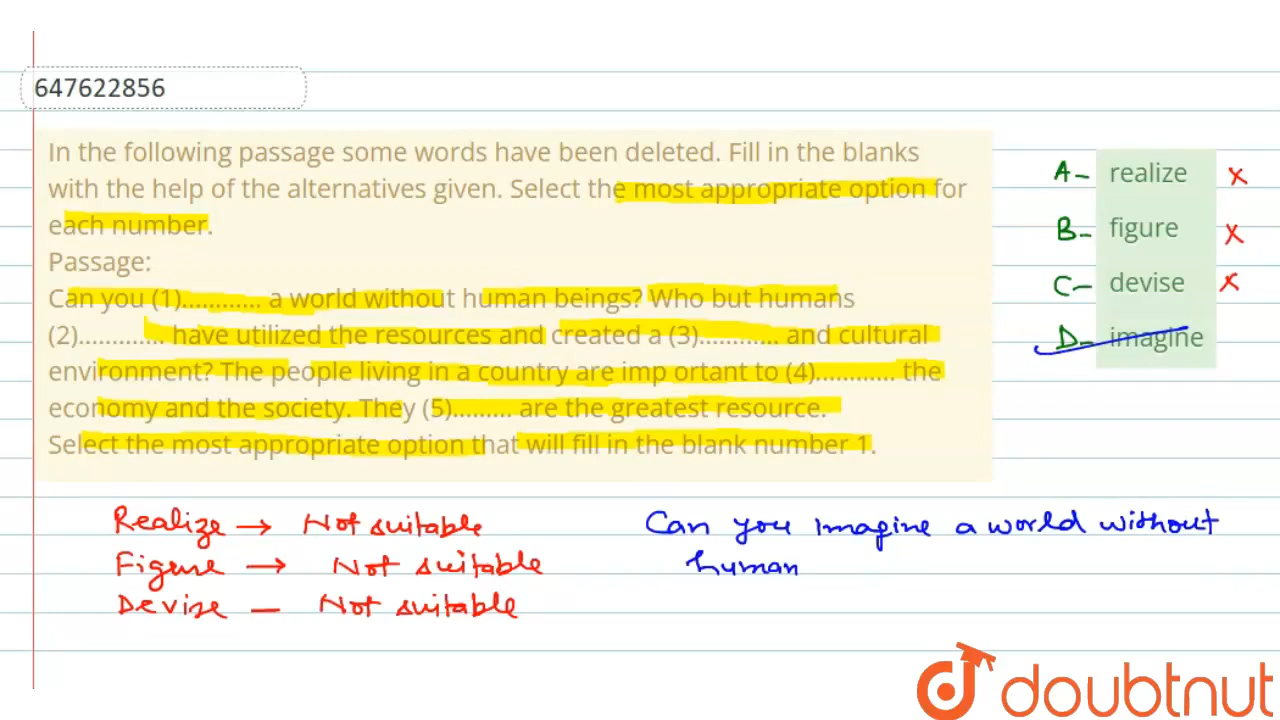 647622856
In the following passage some words have been deleted. Fill in the blanks
with the help of the alternatives given. Select the most appropriate option for
each number.
Passage:
Can you (1)............ a world without human beings? Who but humans
(2)............. have utilized the resources and created a (3)............ and cultural
environment? The people living in a country are imp ortant to (4)............ the
economy and the society. They (5)......... are the greatest resource.
Select the most appropriate option that will fill in the blank number 1.
A- realize x
B- figure x
C- devise x
D- imagine
Realize → Not suitable
Figure → Not suitable
Devise — Not suitable
Can you imagine a world without
human
doubtnut